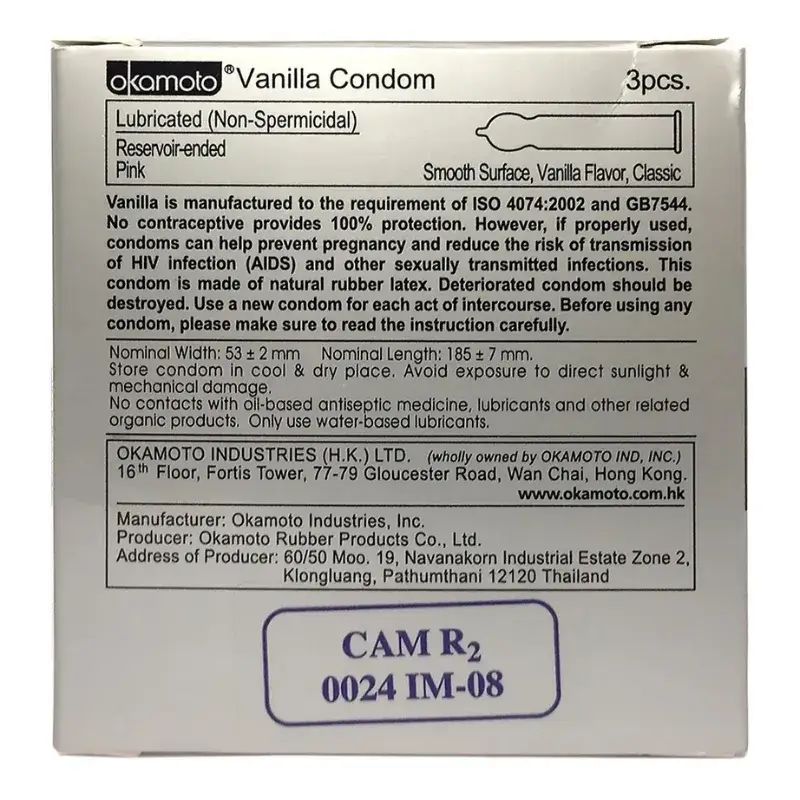 okamoto® Vanilla Condom 3pcs.
Lubricated (Non-Spermicidal)
Reservoir-ended
Pink Smooth Surface, Vanilla Flavor, Classic
Vanilla is manufactured to the requirement of ISO 4074:2002 and GB7544.
No contraceptive provides 100% protection. However, if properly used,
condoms can help prevent pregnancy and reduce the risk of transmission
of HIV infection (AIDS) and other sexually transmitted infections. This
condom is made of natural rubber latex. Deteriorated condom should be
destroyed. Use a new condom for each act of intercourse. Before using any
condom, please make sure to read the instruction carefully.
Nominal Width: 53 ± 2 mm Nominal Length: 185 ± 7 mm.
Store condom in cool & dry place. Avoid exposure to direct sunlight &
mechanical damage.
No contacts with oil-based antiseptic medicine, lubricants and other related
organic products. Only use water-based lubricants.
OKAMOTO INDUSTRIES (H.K.) LTD. (wholly owned by OKAMOTO IND, INC.)
16th Floor, Fortis Tower, 77-79 Gloucester Road, Wan Chai, Hong Kong.
www.okamoto.com.hk
Manufacturer: Okamoto Industries, Inc.
Producer: Okamoto Rubber Products Co., Ltd.
Address of Producer: 60/50 Moo. 19, Navanakorn Industrial Estate Zone 2,
Klongluang, Pathumthani 12120 Thailand
CAM R2
0024 IM-08